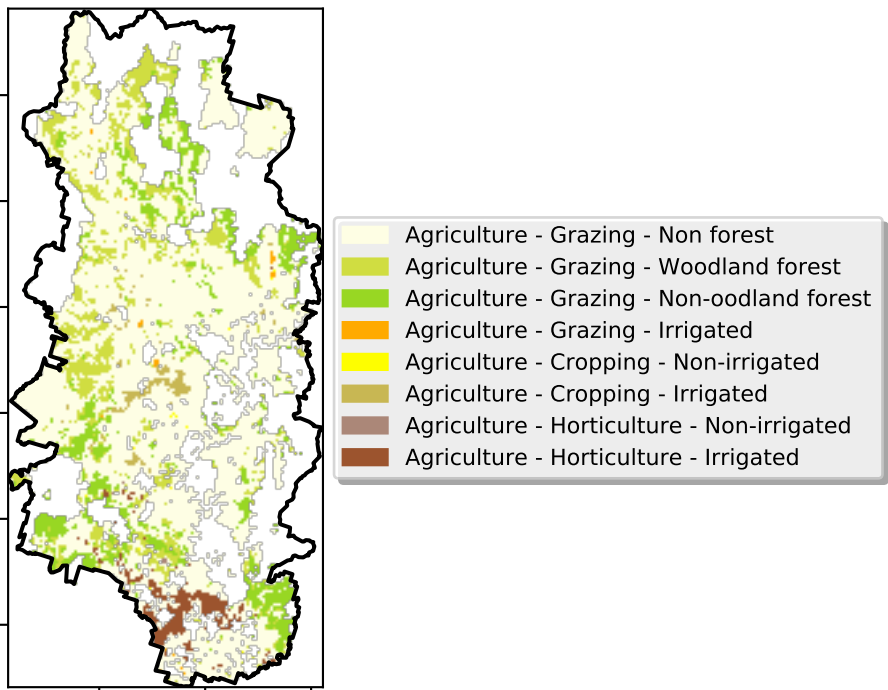 Agriculture - Grazing - Non forest
Agriculture - Grazing - Woodland forest
Agriculture - Grazing - Non-oodland forest
Agriculture - Grazing - Irrigated
Agriculture - Cropping - Non-irrigated
Agriculture - Cropping - Irrigated
Agriculture - Horticulture - Non-irrigated
Agriculture - Horticulture - Irrigated